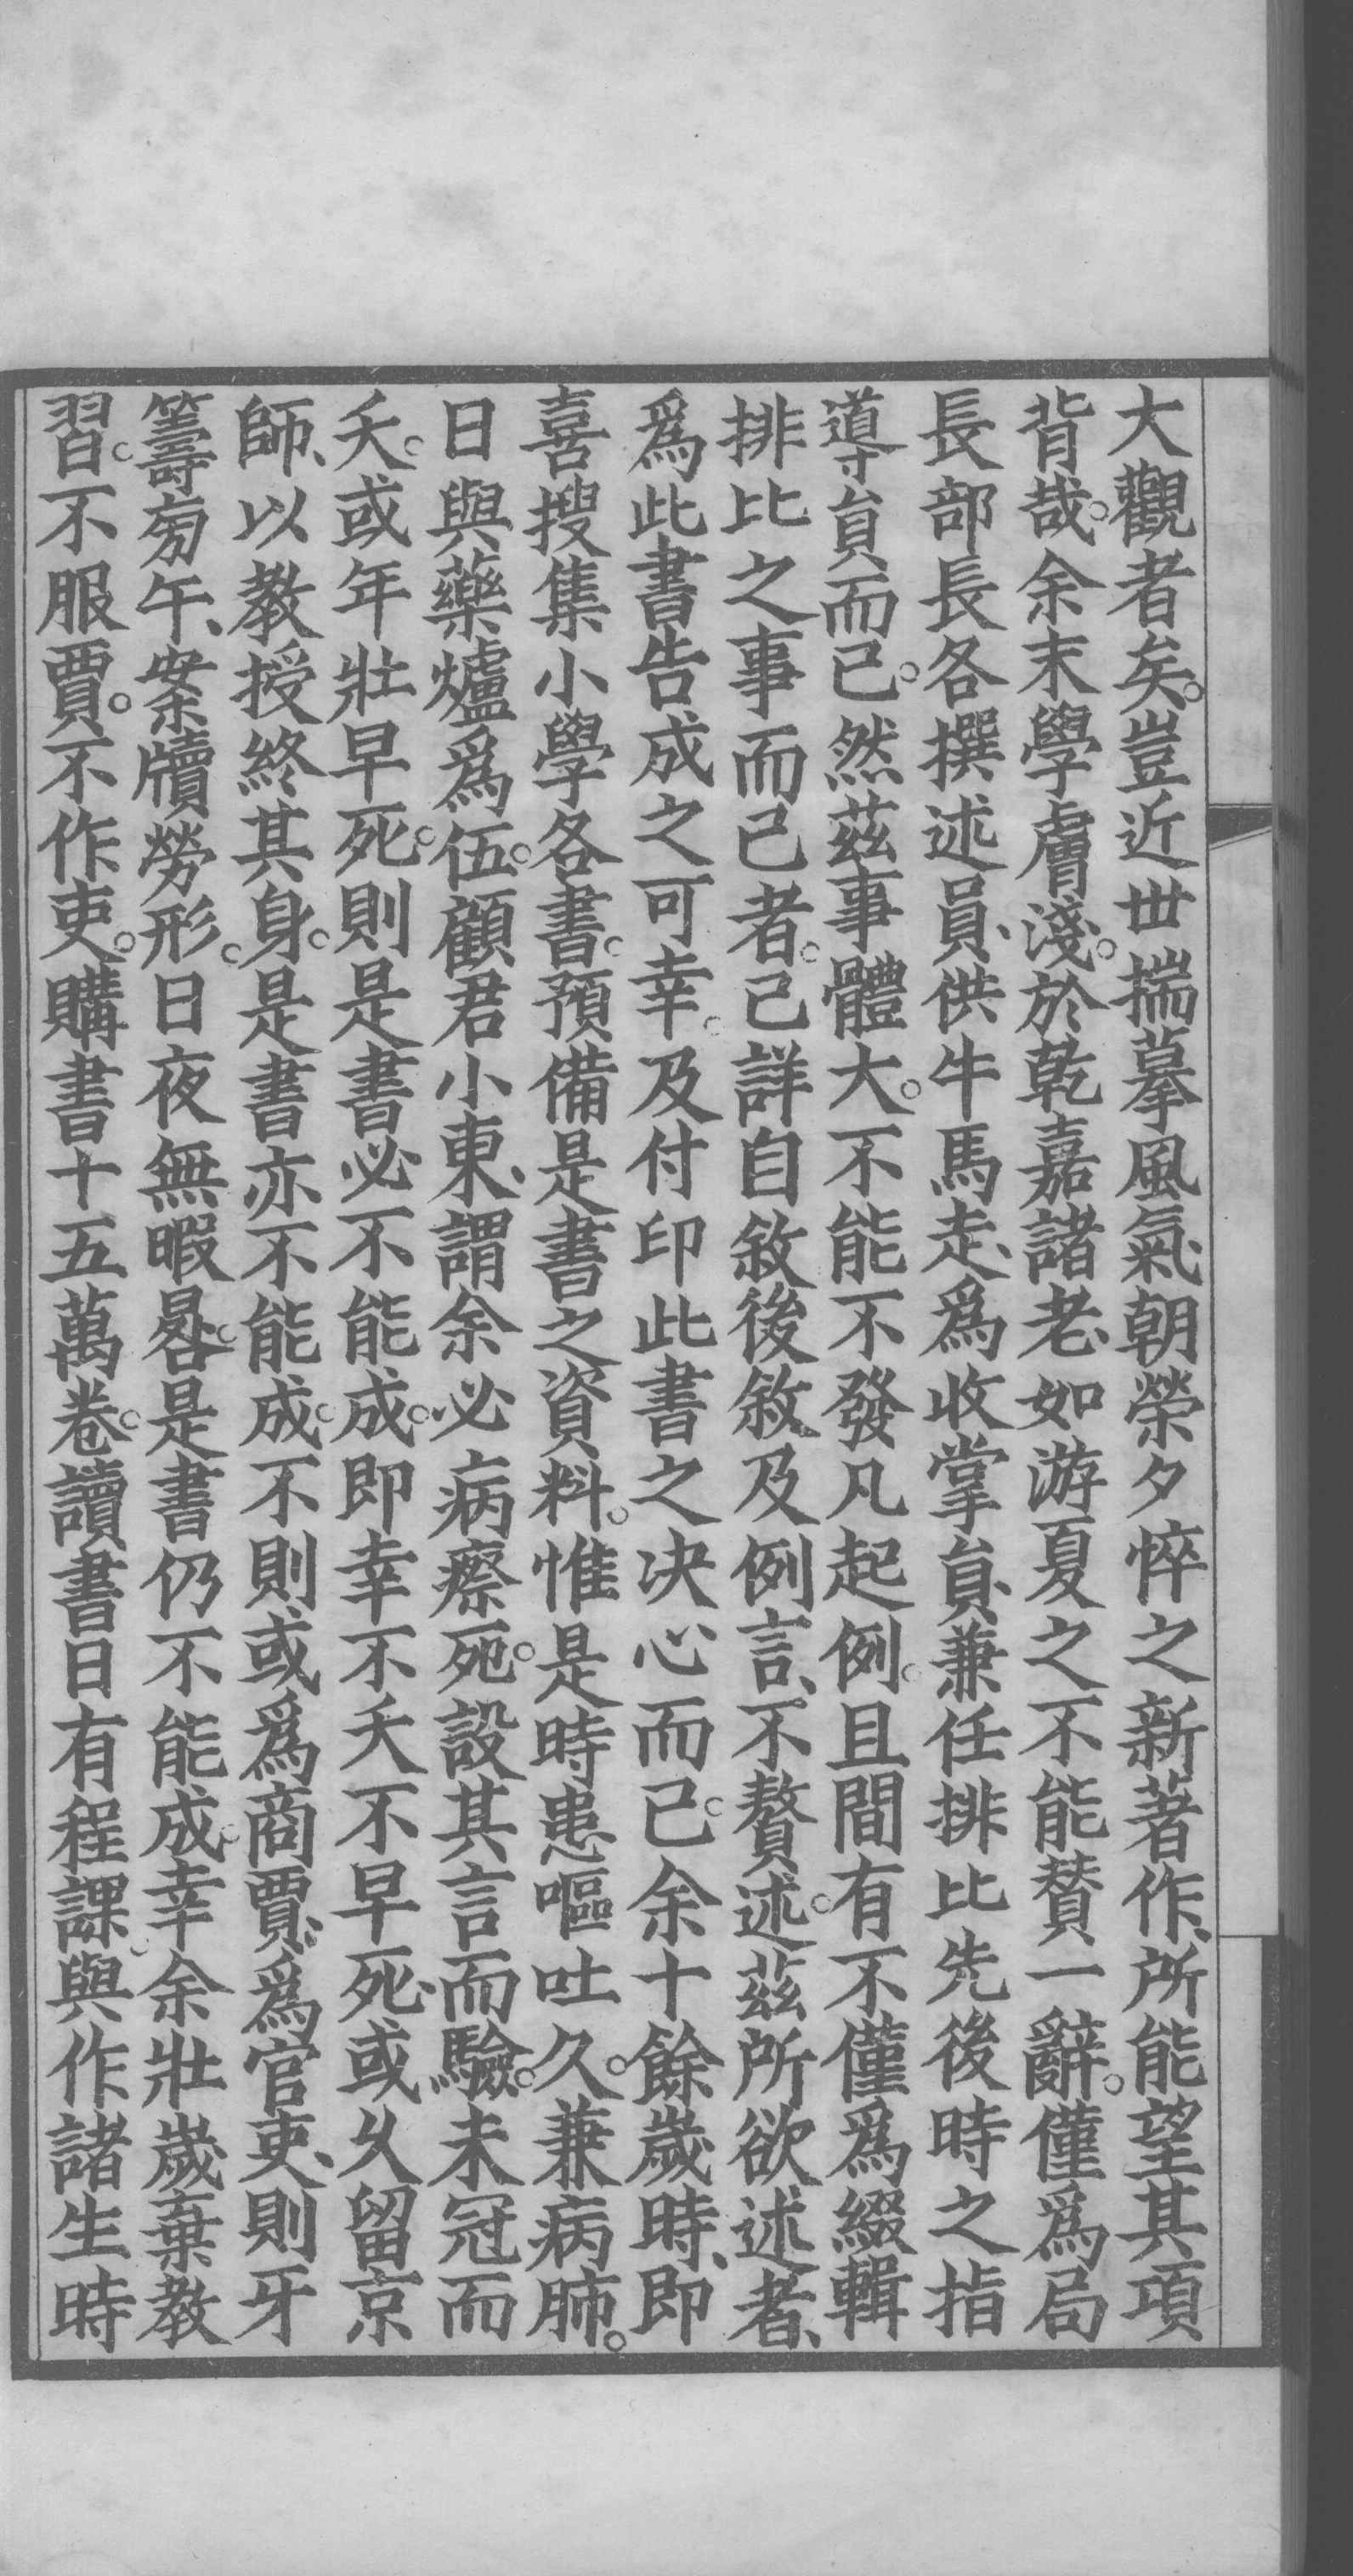 大觀者矣。豈近世揣摹風氣、朝榮夕悴之新著作、所能望其項
背哉。余末學膚淺。於乾嘉諸老、如游夏之不能贊一辭。僅爲局
長部長各撰述員、供牛馬走、爲收掌員、兼任排比先後時之指
導員而已。然茲事體大。不能不發凡起例。且間有不僅爲綴輯
排比之事而已者。已詳自敘後敘、及例言、不贅述。茲所欲述者、
爲此書告成之可幸。及付印此書之決心而已。余十餘歲時、即
喜搜集小學各書。預備是書之資料。惟是時患嘔吐久。兼病肺。
日與藥爐爲伍。顧君小東、謂余必病瘵死。設其言而驗。未冠而
夭。或年壯早死。則是書必不能成。即幸不夭不早死、或久留京
師、以教授終其身。是書亦不能成。不則或爲商賈、爲官吏、則牙
籌旁午、案牘勞形。日夜無暇晷。是書仍不能成。幸余壯歲棄教
習。不服賈。不作吏。購書十五萬卷。讀書日有程課。與作諸生時